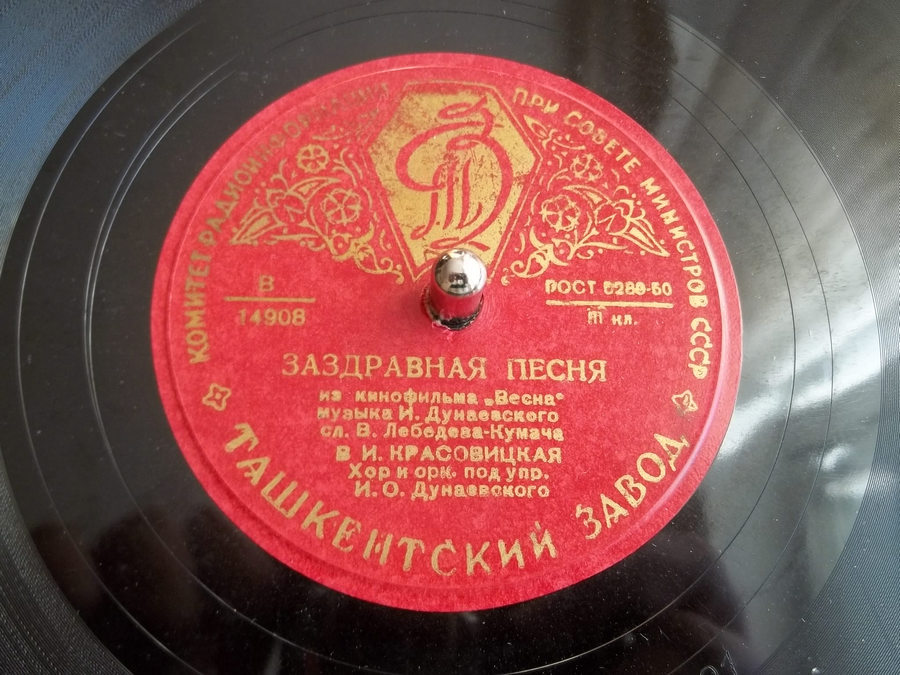 КОМИТЕТ РАДИОИНФОРМАЦИИ ПРИ СОВЕТЕ МИНИСТРОВ СССР
В
14908
ГОСТ 5289-50
III кл.
ЗАЗДРАВНАЯ ПЕСНЯ
из кинофильма „Весна"
музыка И. Дунаевского
сл. В. Лебедева-Кумача
В. И. КРАСОВИЦКАЯ
Хор и орк. под упр.
И. О. Дунаевского
ТАШКЕНТСКИЙ ЗАВОД